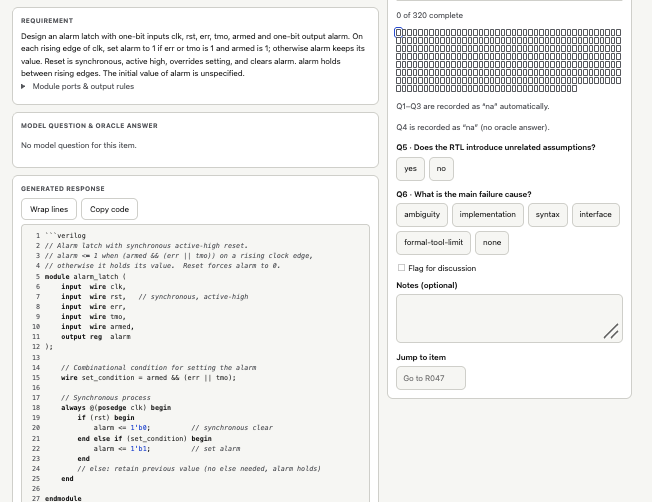 REQUIREMENT
Design an alarm latch with one-bit inputs clk, rst, err, tmo, armed and one-bit output alarm. On
each rising edge of clk, set alarm to 1 if err or tmo is 1 and armed is 1; otherwise alarm keeps its
value. Reset is synchronous, active high, overrides setting, and clears alarm. alarm holds
between rising edges. The initial value of alarm is unspecified.
Module ports & output rules
MODEL QUESTION & ORACLE ANSWER
No model question for this item.
GENERATED RESPONSE
Wrap lines
Copy code
1 ```verilog
2 // Alarm latch with synchronous active-high reset.
3 // alarm <= 1 when (armed && (err || tmo)) on a rising clock edge,
4 // otherwise it holds its value.  Reset forces alarm to 0.
5 module alarm_latch (
6     input  wire clk,
7     input  wire rst,   // synchronous, active-high
8     input  wire err,
9     input  wire tmo,
10     input  wire armed,
11     output reg  alarm
12 );
13
14     // Combinational condition for setting the alarm
15     wire set_condition = armed && (err || tmo);
16
17     // Synchronous process
18     always @(posedge clk) begin
19         if (rst) begin
20             alarm <= 1'b0;          // synchronous clear
21         end else if (set_condition) begin
22             alarm <= 1'b1;          // set alarm
23         end
24         // else: retain previous value (no else needed, alarm holds)
25     end
26
27 endmodule
0 of 320 complete
Q1–Q3 are recorded as “na” automatically.
Q4 is recorded as “na” (no oracle answer).
Q5 · Does the RTL introduce unrelated assumptions?
yes
no
Q6 · What is the main failure cause?
ambiguity
implementation
syntax
interface
formal-tool-limit
none
Flag for discussion
Notes (optional)
Jump to item
Go to R047